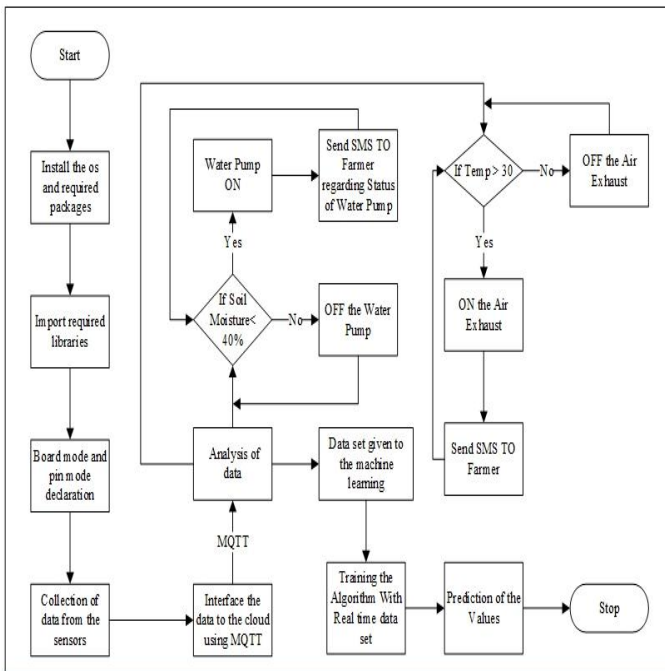 Start
Install the os
and required
packages
Import required
libraries
Board mode and
pin mode
declaration
Collection of
data from the
sensors
Interface the
data to the cloud
using MQTT
MQTT
Analysis of
data
If Soil
Moisture<
40%
Yes
No
Water Pump
ON
Send SMS TO
Farmer
regarding Status
of Water Pump
OFF the Water
Pump
If Temp > 30
No
OFF the Air
Exhaust
Yes
ON the Air
Exhaust
Send SMS TO
Farmer
Data set given to
the machine
learning
Training the
Algorithm With
Real time data
set
Prediction of the
Values
Stop